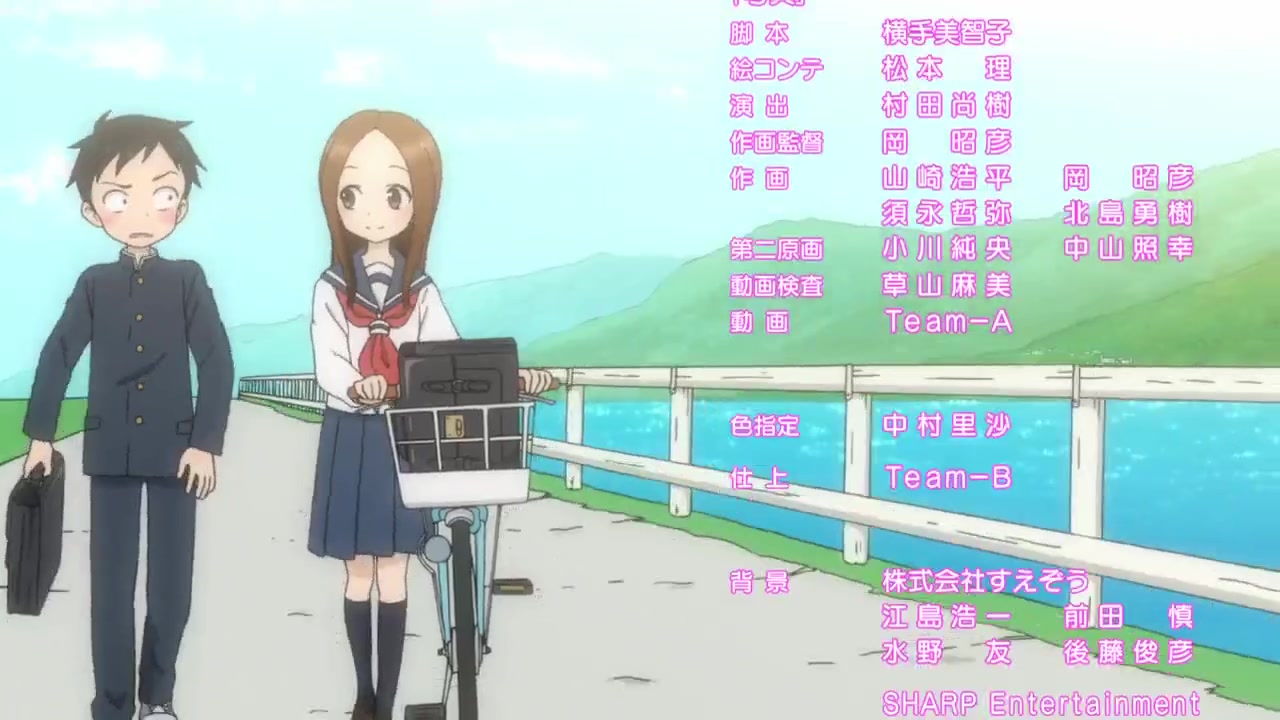 脚本 横手美智子
絵コンテ 松本 理
演出 村田尚樹
作画監督 岡 昭彦
作画 山崎浩平 岡 昭彦
須永哲弥 北島勇樹
第二原画 小川純央 中山照幸
動画検査 草山麻美
動画 Team-A
色指定 中村里沙
仕上 Team-B
背景 株式会社すえぞう
江島浩一 前田 慎
水野 友 後藤俊彦
SHARP Entertainment